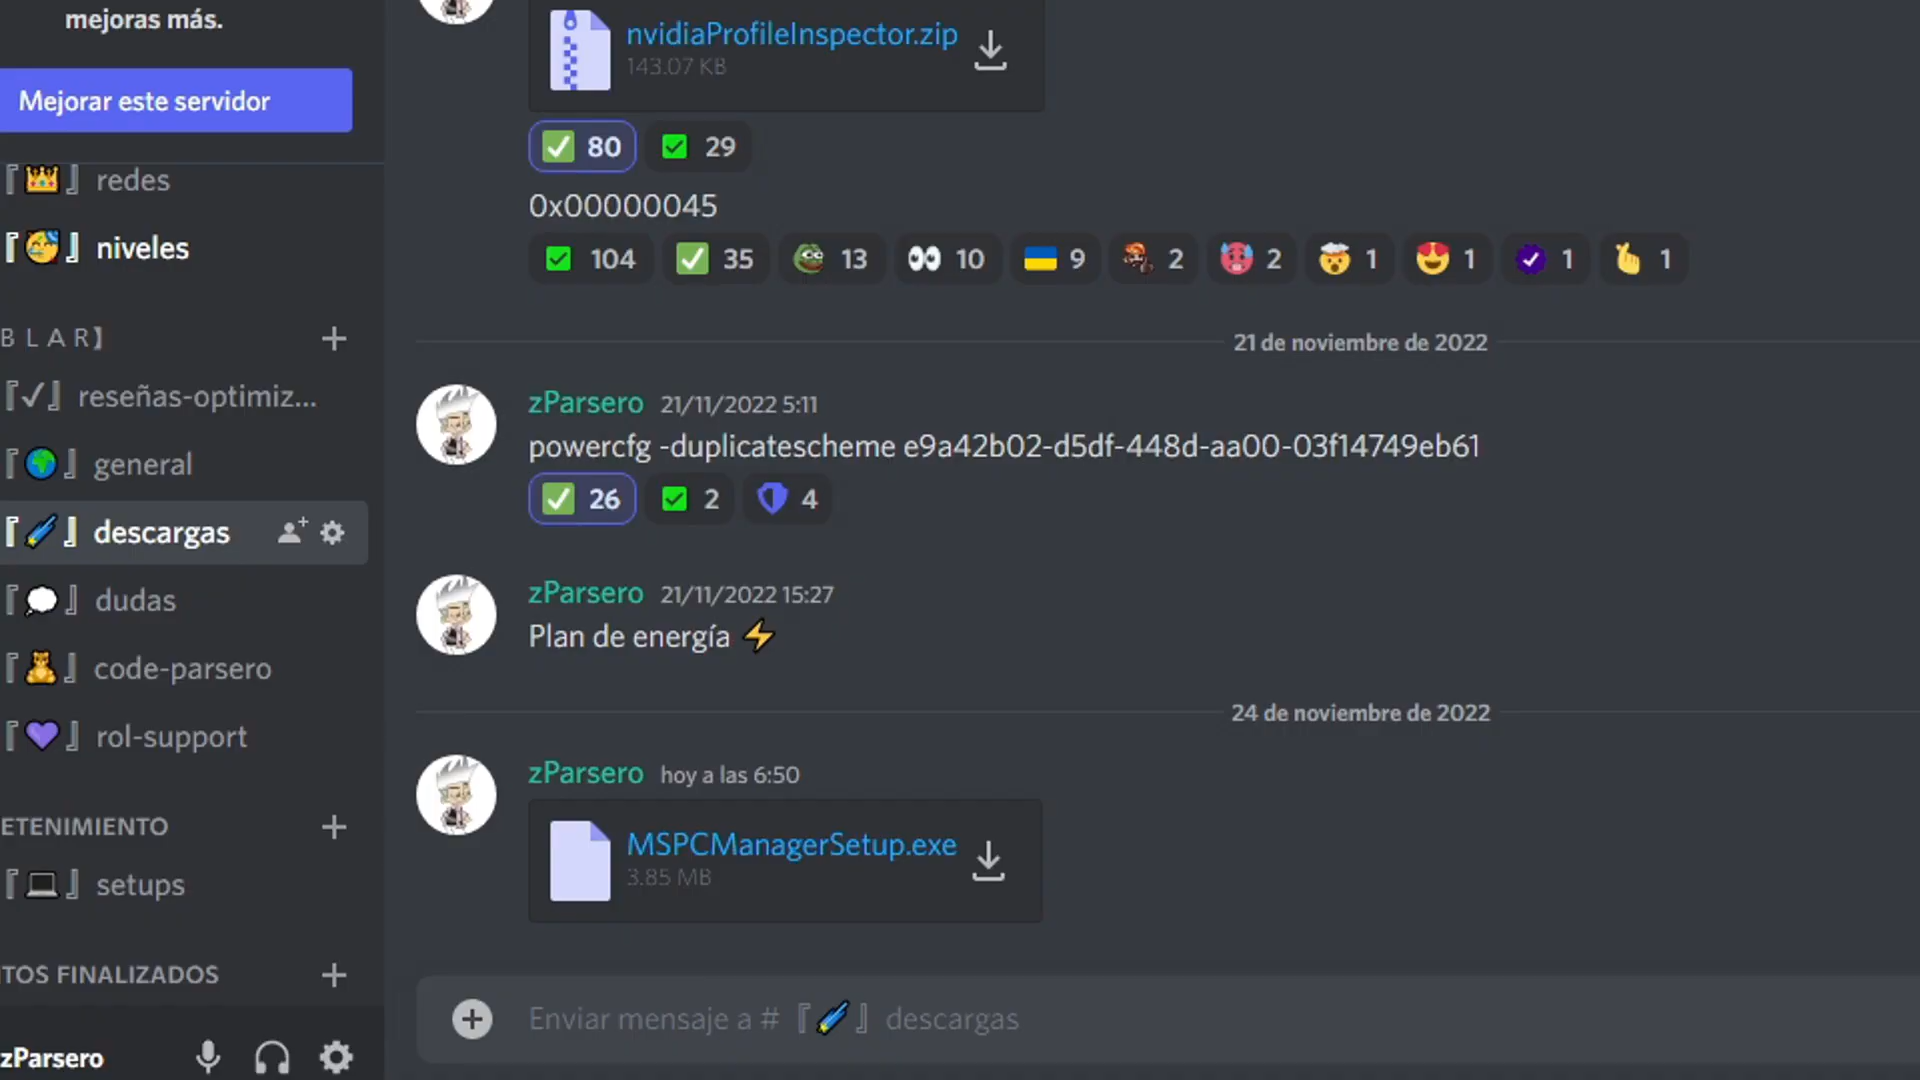 mejoras más.
Mejorar este servidor
『👑』 redes
『🥳』 niveles
B L A R】
『✓』 reseñas-optimiz...
『🌍』 general
『☄️』 descargas
『💭』 dudas
『🧸』 code-parsero
『💜』 rol-support
ETENIMIENTO
『💻』 setups
TOS FINALIZADOS
zParsero
nvidiaProfileInspector.zip
143.07 KB
80 29
0x00000045
104 35 13 10 9 2 2 1 1 1 1
21 de noviembre de 2022
zParsero 21/11/2022 5:11
powercfg -duplicatescheme e9a42b02-d5df-448d-aa00-03f14749eb61
26 2 4
zParsero 21/11/2022 15:27
Plan de energía ⚡
24 de noviembre de 2022
zParsero hoy a las 6:50
MSPCManagerSetup.exe
3.85 MB
Enviar mensaje a # 『☄️』 descargas